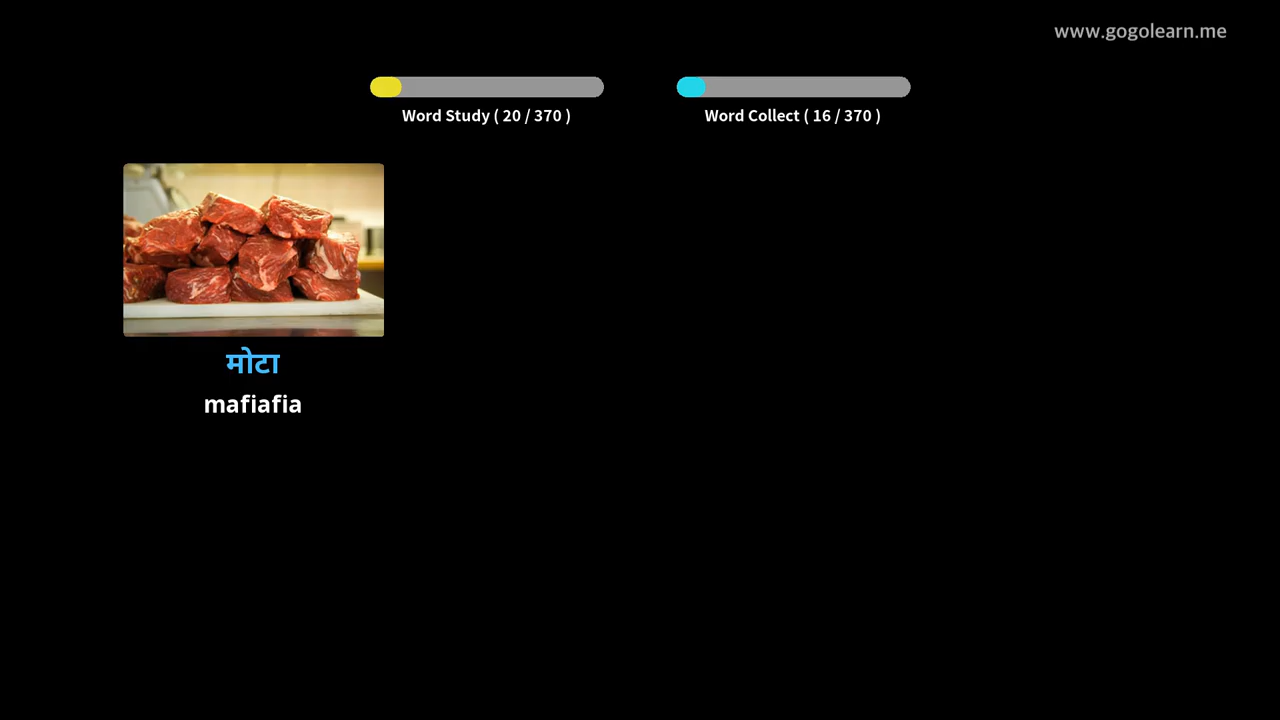 www.gogolearn.me
Word Study ( 20 / 370 )
Word Collect ( 16 / 370 )
मोटा
mafiafia